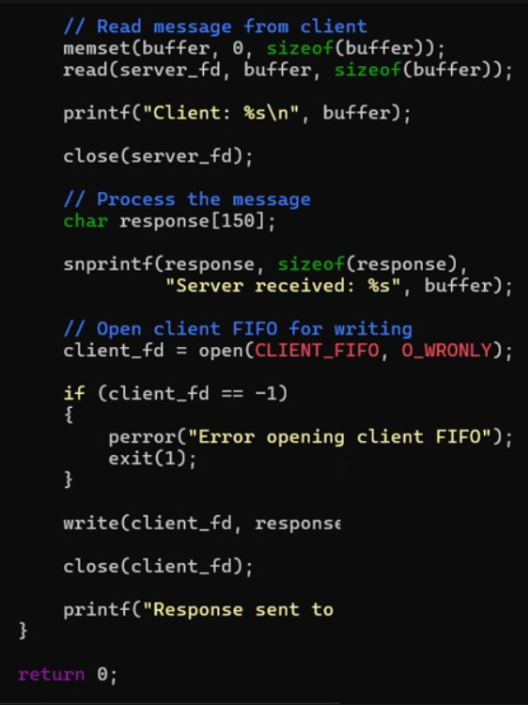 // Read message from client
memset(buffer, 0, sizeof(buffer));
read(server_fd, buffer, sizeof(buffer));
printf("Client: %s\n", buffer);
close(server_fd);
// Process the message
char response[150];
snprintf(response, sizeof(response),
"Server received: %s", buffer);
// Open client FIFO for writing
client_fd = open(CLIENT_FIFO, O_WRONLY);
if (client_fd == -1)
{
perror("Error opening client FIFO");
exit(1);
}
write(client_fd, response
close(client_fd);
printf("Response sent to
}
return 0;